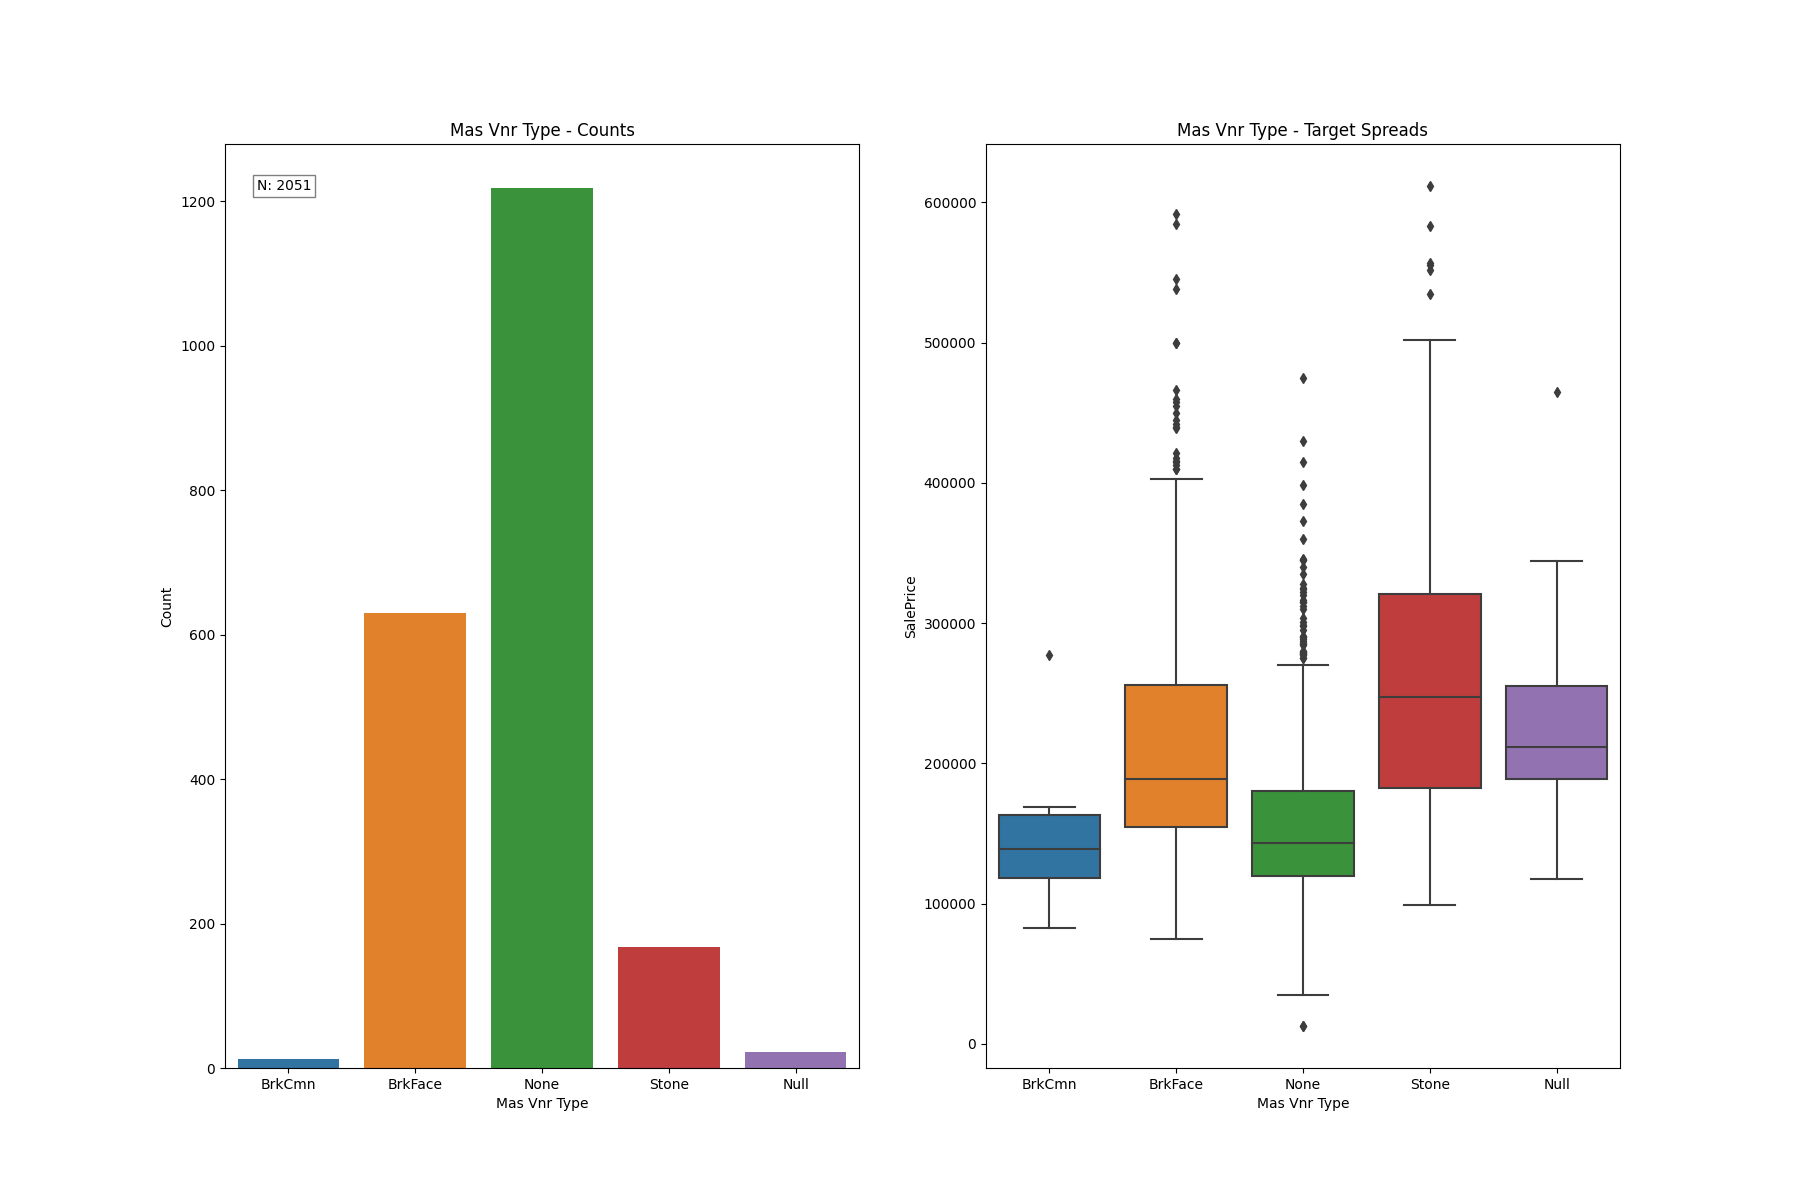 Mas Vnr Type - Counts
N: 2051
1200
1000
800
600
400
200
0
Count
BrkCmn BrkFace None Stone Null
Mas Vnr Type
Mas Vnr Type - Target Spreads
600000
500000
400000
300000
200000
100000
0
SalePrice
BrkCmn BrkFace None Stone Null
Mas Vnr Type